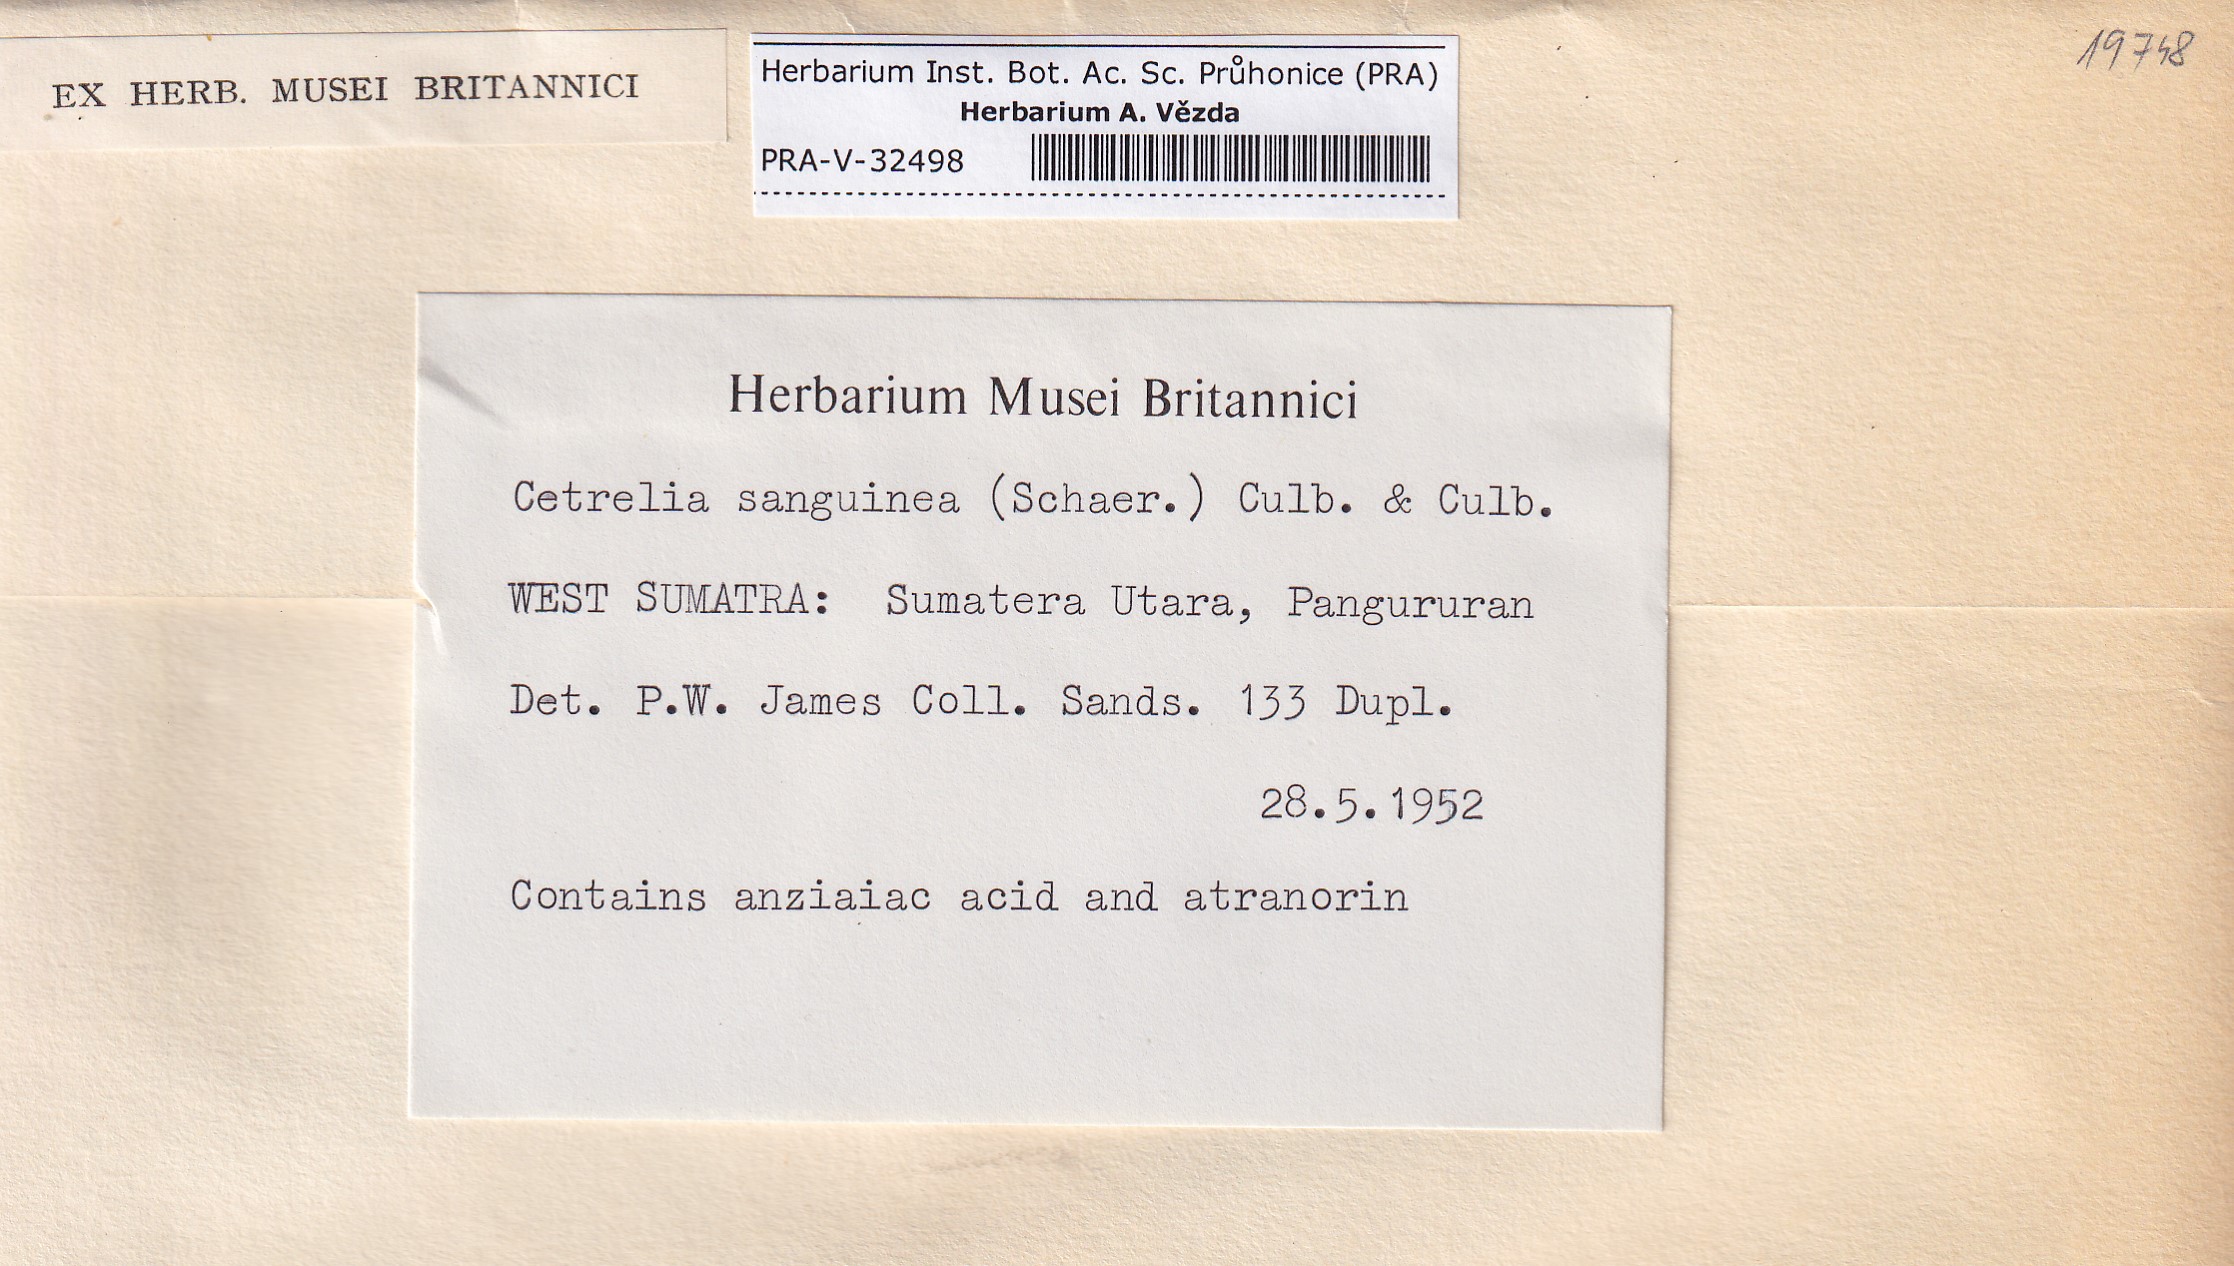 EX HERB. MUSEI BRITANNICI
Herbarium Inst. Bot. Ac. Sc. Průhonice (PRA)
Herbarium A. Vězda
PRA-V-32498
19748
Herbarium Musei Britannici
Cetrelia sanguinea (Schaer.) Culb. & Culb.
WEST SUMATRA: Sumatera Utara, Pangururan
Det. P.W. James Coll. Sands. 133 Dupl.
28.5.1952
Contains anziaiac acid and atranorin